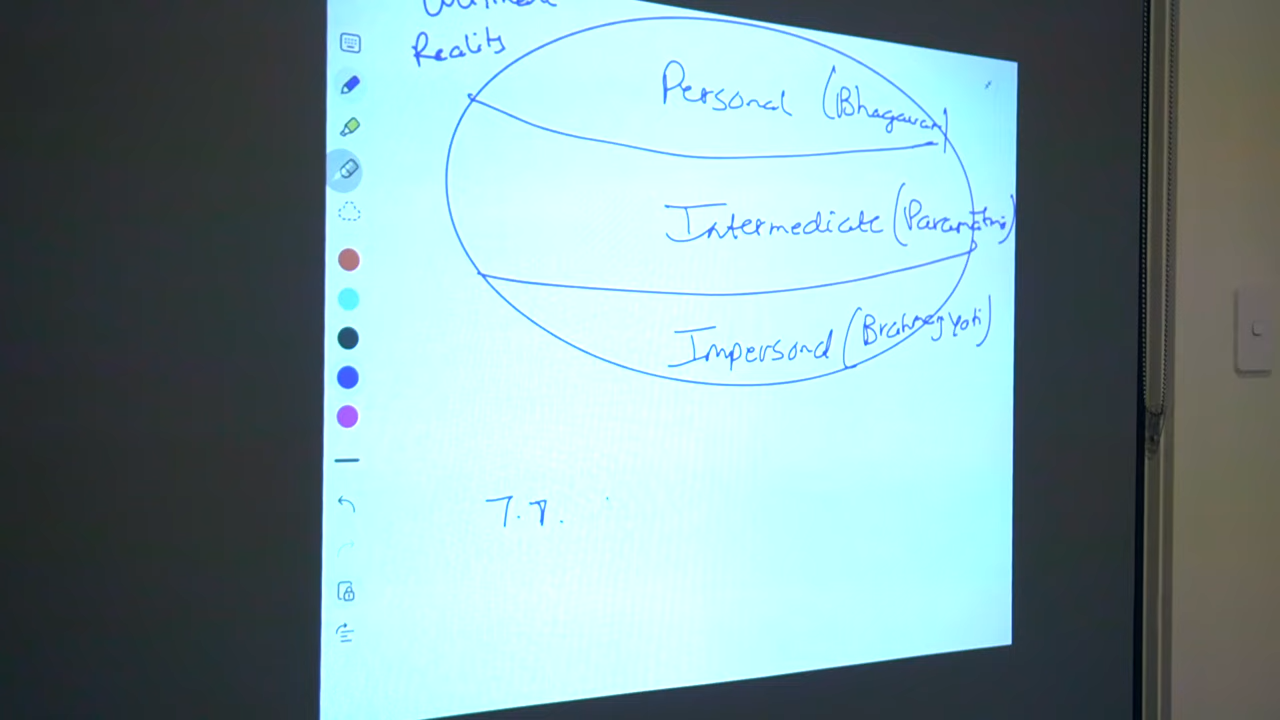 Reality
Personal (Bhagavan)
Intermediate (Paramatma)
Impersonal (Brahmajyoti)
7.7.